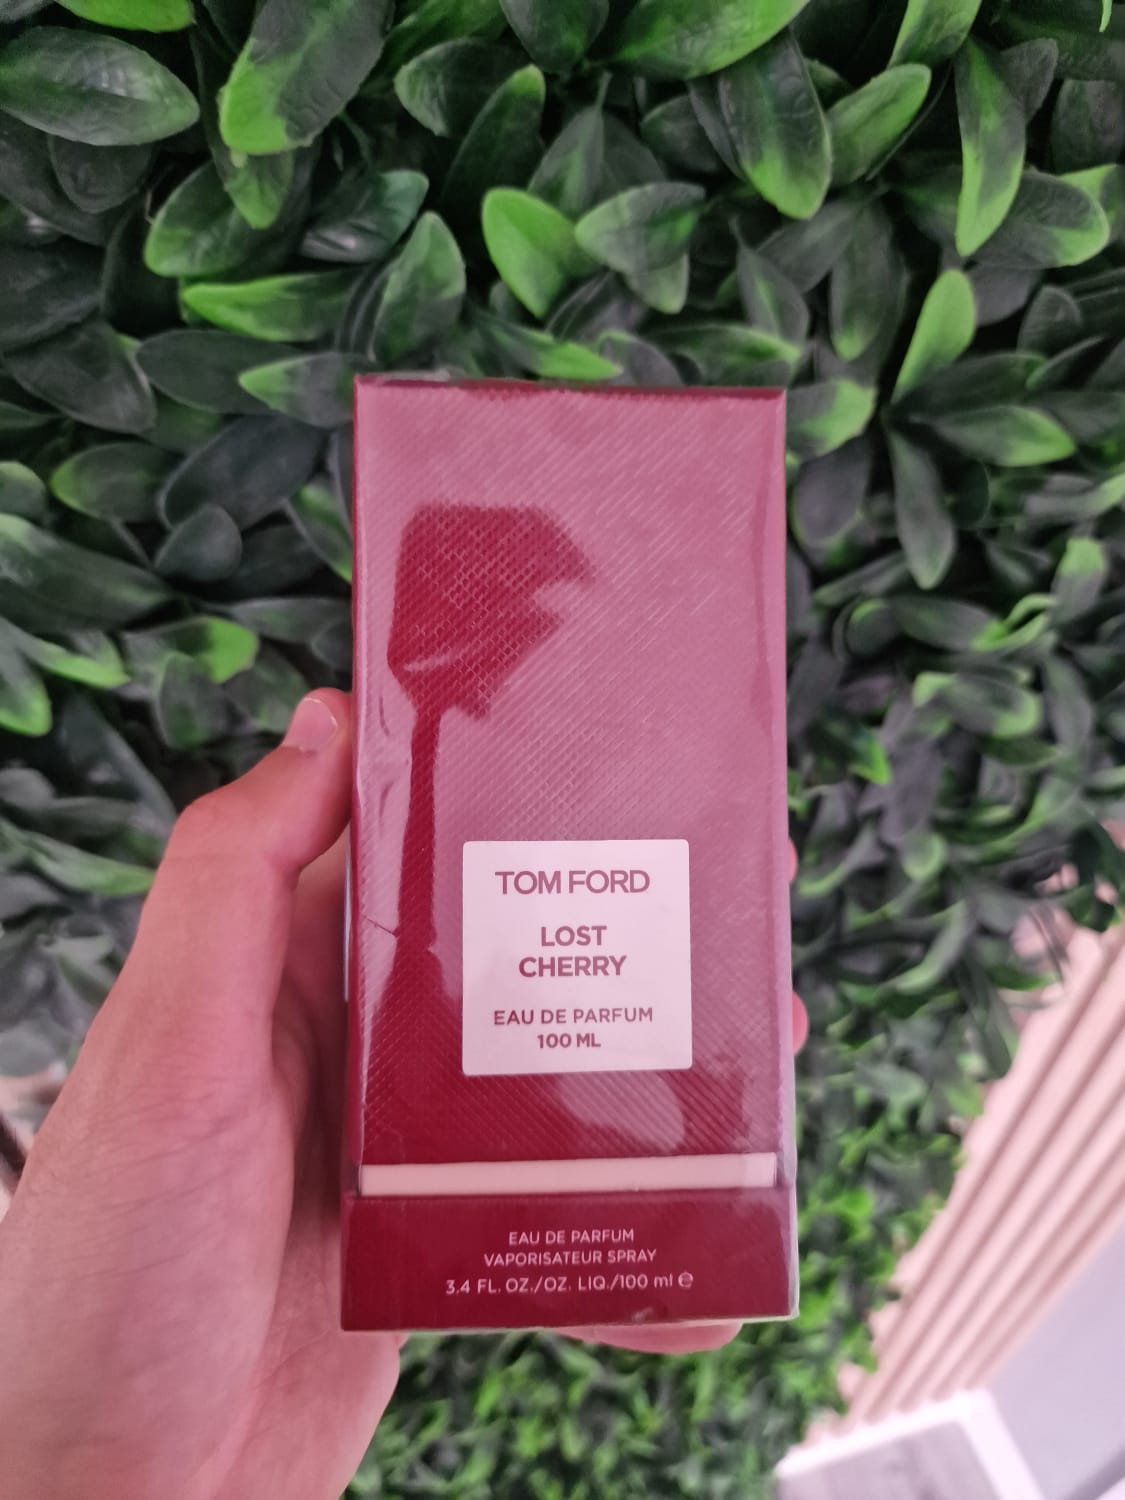 TOM FORD
LOST
CHERRY
EAU DE PARFUM
100 ML
EAU DE PARFUM
VAPORISATEUR SPRAY
3.4 FL. OZ./OZ. LIQ./100 ml ℮